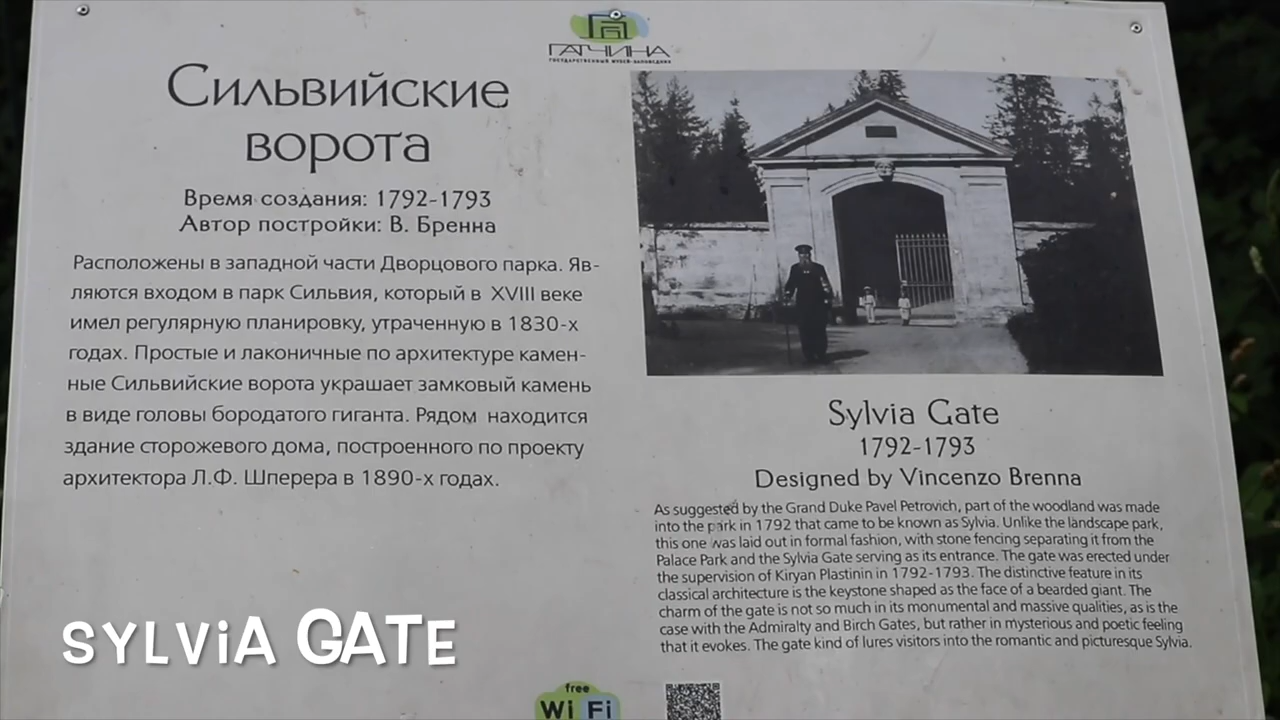 ГАТЧИНА
ГОСУДАРСТВЕННЫЙ МУЗЕЙ-ЗАПОВЕДНИК
Сильвийские
ворота
Время создания: 1792-1793
Автор постройки: В. Бренна
Расположены в западной части Дворцового парка. Яв-
ляются входом в парк Сильвия, который в XVIII веке
имел регулярную планировку, утраченную в 1830-х
годах. Простые и лаконичные по архитектуре камен-
ные Сильвийские ворота украшает замковый камень
в виде головы бородатого гиганта. Рядом находится
здание сторожевого дома, построенного по проекту
архитектора Л.Ф. Шперера в 1890-х годах.
Sylvia Gate
1792-1793
Designed by Vincenzo Brenna
As suggested by the Grand Duke Pavel Petrovich, part of the woodland was made
into the park in 1792 that came to be known as Sylvia. Unlike the landscape park,
this one was laid out in formal fashion, with stone fencing separating it from the
Palace Park and the Sylvia Gate serving as its entrance. The gate was erected under
the supervision of Kiryan Plastinin in 1792-1793. The distinctive feature in its
classical architecture is the keystone shaped as the face of a bearded giant. The
charm of the gate is not so much in its monumental and massive qualities, as is the
case with the Admiralty and Birch Gates, but rather in mysterious and poetic feeling
that it evokes. The gate kind of lures visitors into the romantic and picturesque Sylvia.
SYLViA GATE
free
Wi Fi